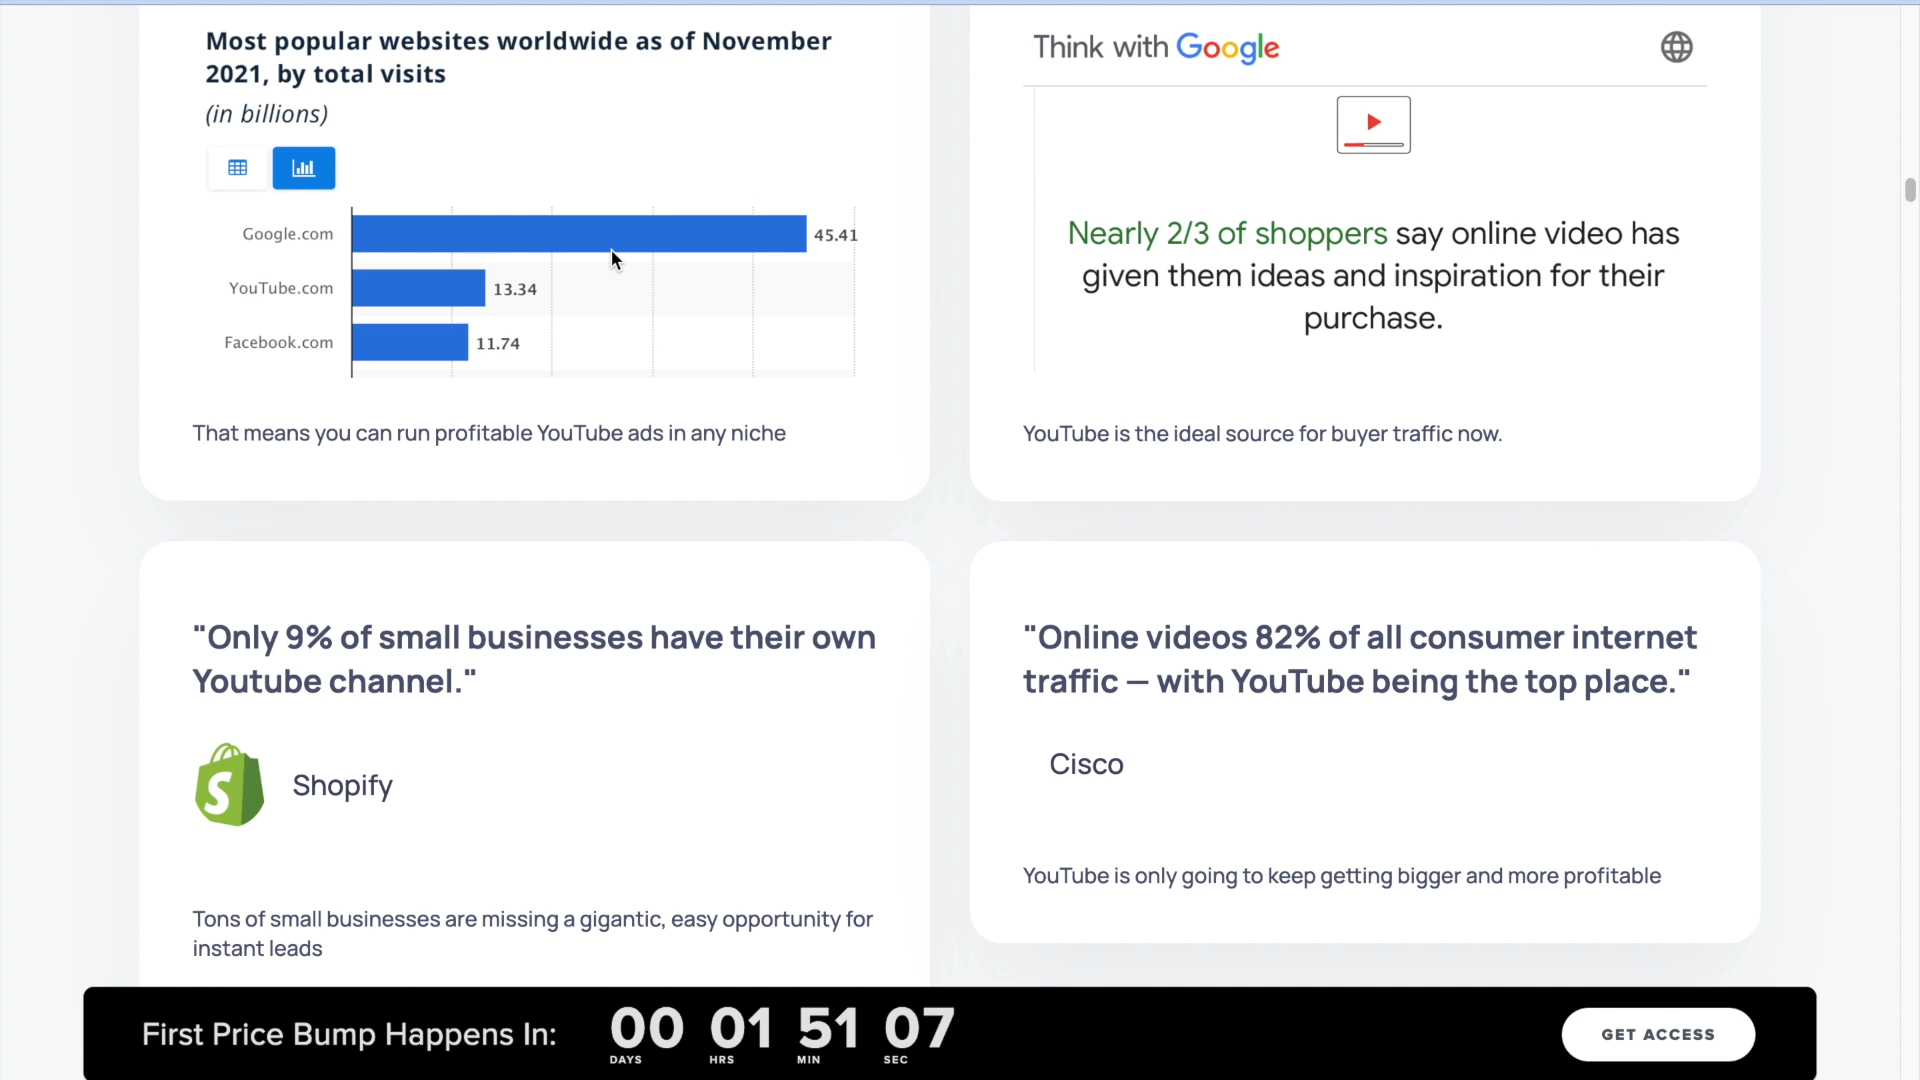 Most popular websites worldwide as of November
2021, by total visits
(in billions)
Google.com 45.41
YouTube.com 13.34
Facebook.com 11.74
That means you can run profitable YouTube ads in any niche
Think with Google
Nearly 2/3 of shoppers say online video has
given them ideas and inspiration for their
purchase.
YouTube is the ideal source for buyer traffic now.
"Only 9% of small businesses have their own
Youtube channel."
Shopify
Tons of small businesses are missing a gigantic, easy opportunity for
instant leads
"Online videos 82% of all consumer internet
traffic — with YouTube being the top place."
Cisco
YouTube is only going to keep getting bigger and more profitable
First Price Bump Happens In:
00 01 51 07
DAYS HRS MIN SEC
GET ACCESS